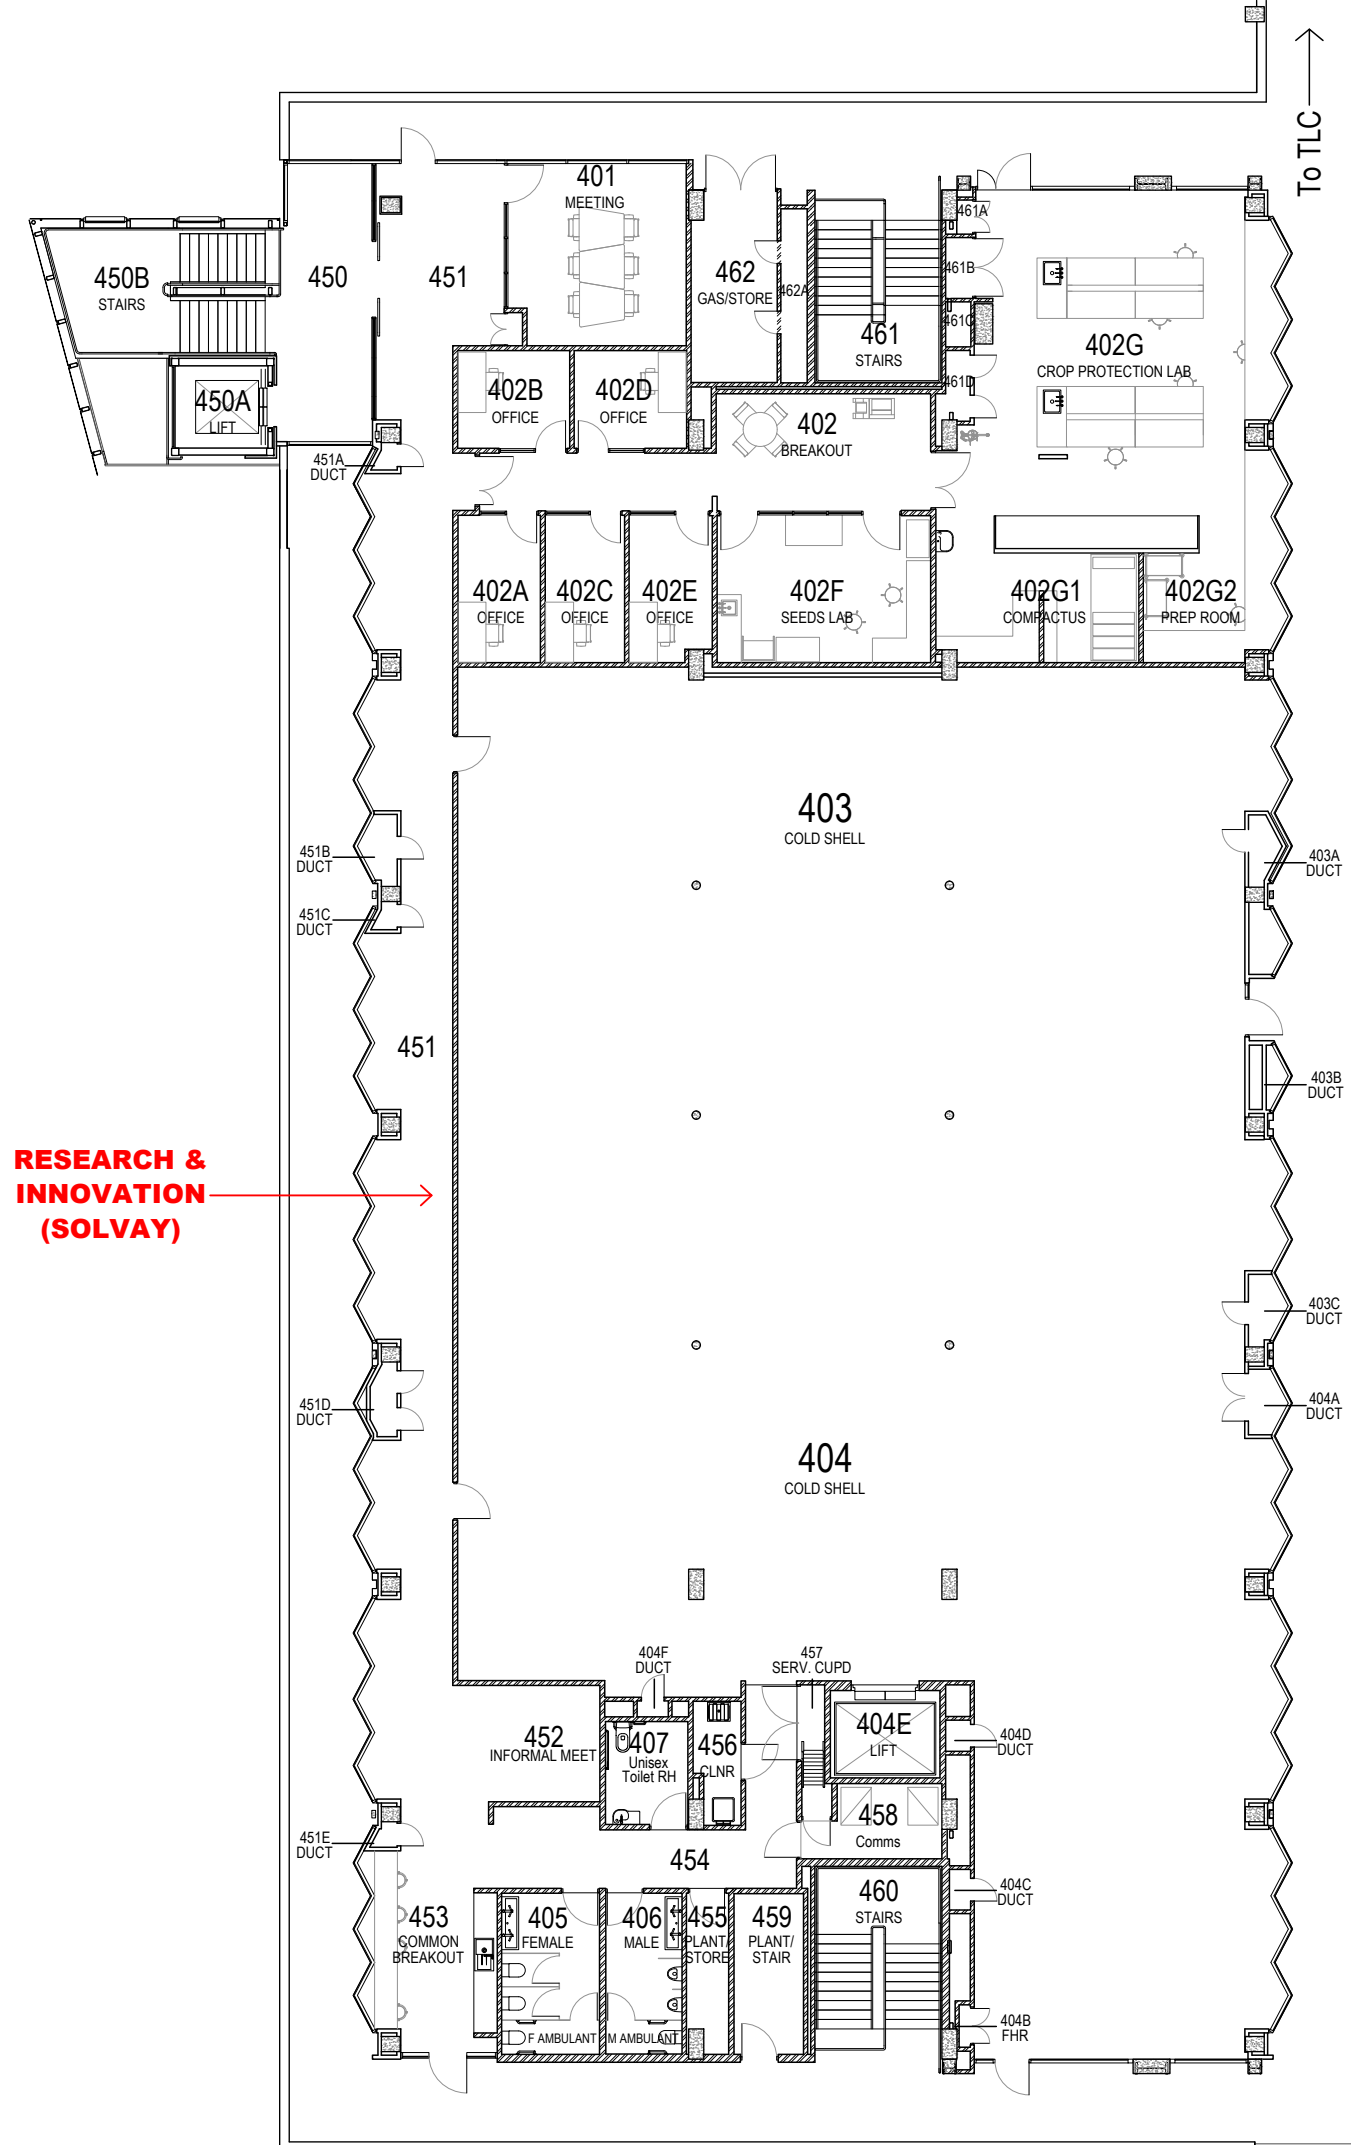 To TLC
401
MEETING
461A
450B
STAIRS
450
451
462
GAS/STORE
462A
461B
461C
461
STAIRS
402G
CROP PROTECTION LAB
461D
402B
OFFICE
402D
OFFICE
450A
LIFT
402
BREAKOUT
451A
DUCT
402A
OFFICE
402C
OFFICE
402E
OFFICE
402F
SEEDS LAB
402G1
COMPACTUS
402G2
PREP ROOM
403
COLD SHELL
451B
DUCT
403A
DUCT
451C
DUCT
451
403B
DUCT
RESEARCH &
INNOVATION
(SOLVAY)
403C
DUCT
451D
DUCT
404A
DUCT
404
COLD SHELL
404F
DUCT
457
SERV. CUPD
452
INFORMAL MEET
407
Unisex
Toilet RH
456
CLNR
404E
LIFT
404D
DUCT
458
Comms
451E
DUCT
454
460
STAIRS
404C
DUCT
453
COMMON
BREAKOUT
405
FEMALE
406
MALE
455
PLANT/
STORE
459
PLANT/
STAIR
F AMBULANT
M AMBULANT
404B
FHR